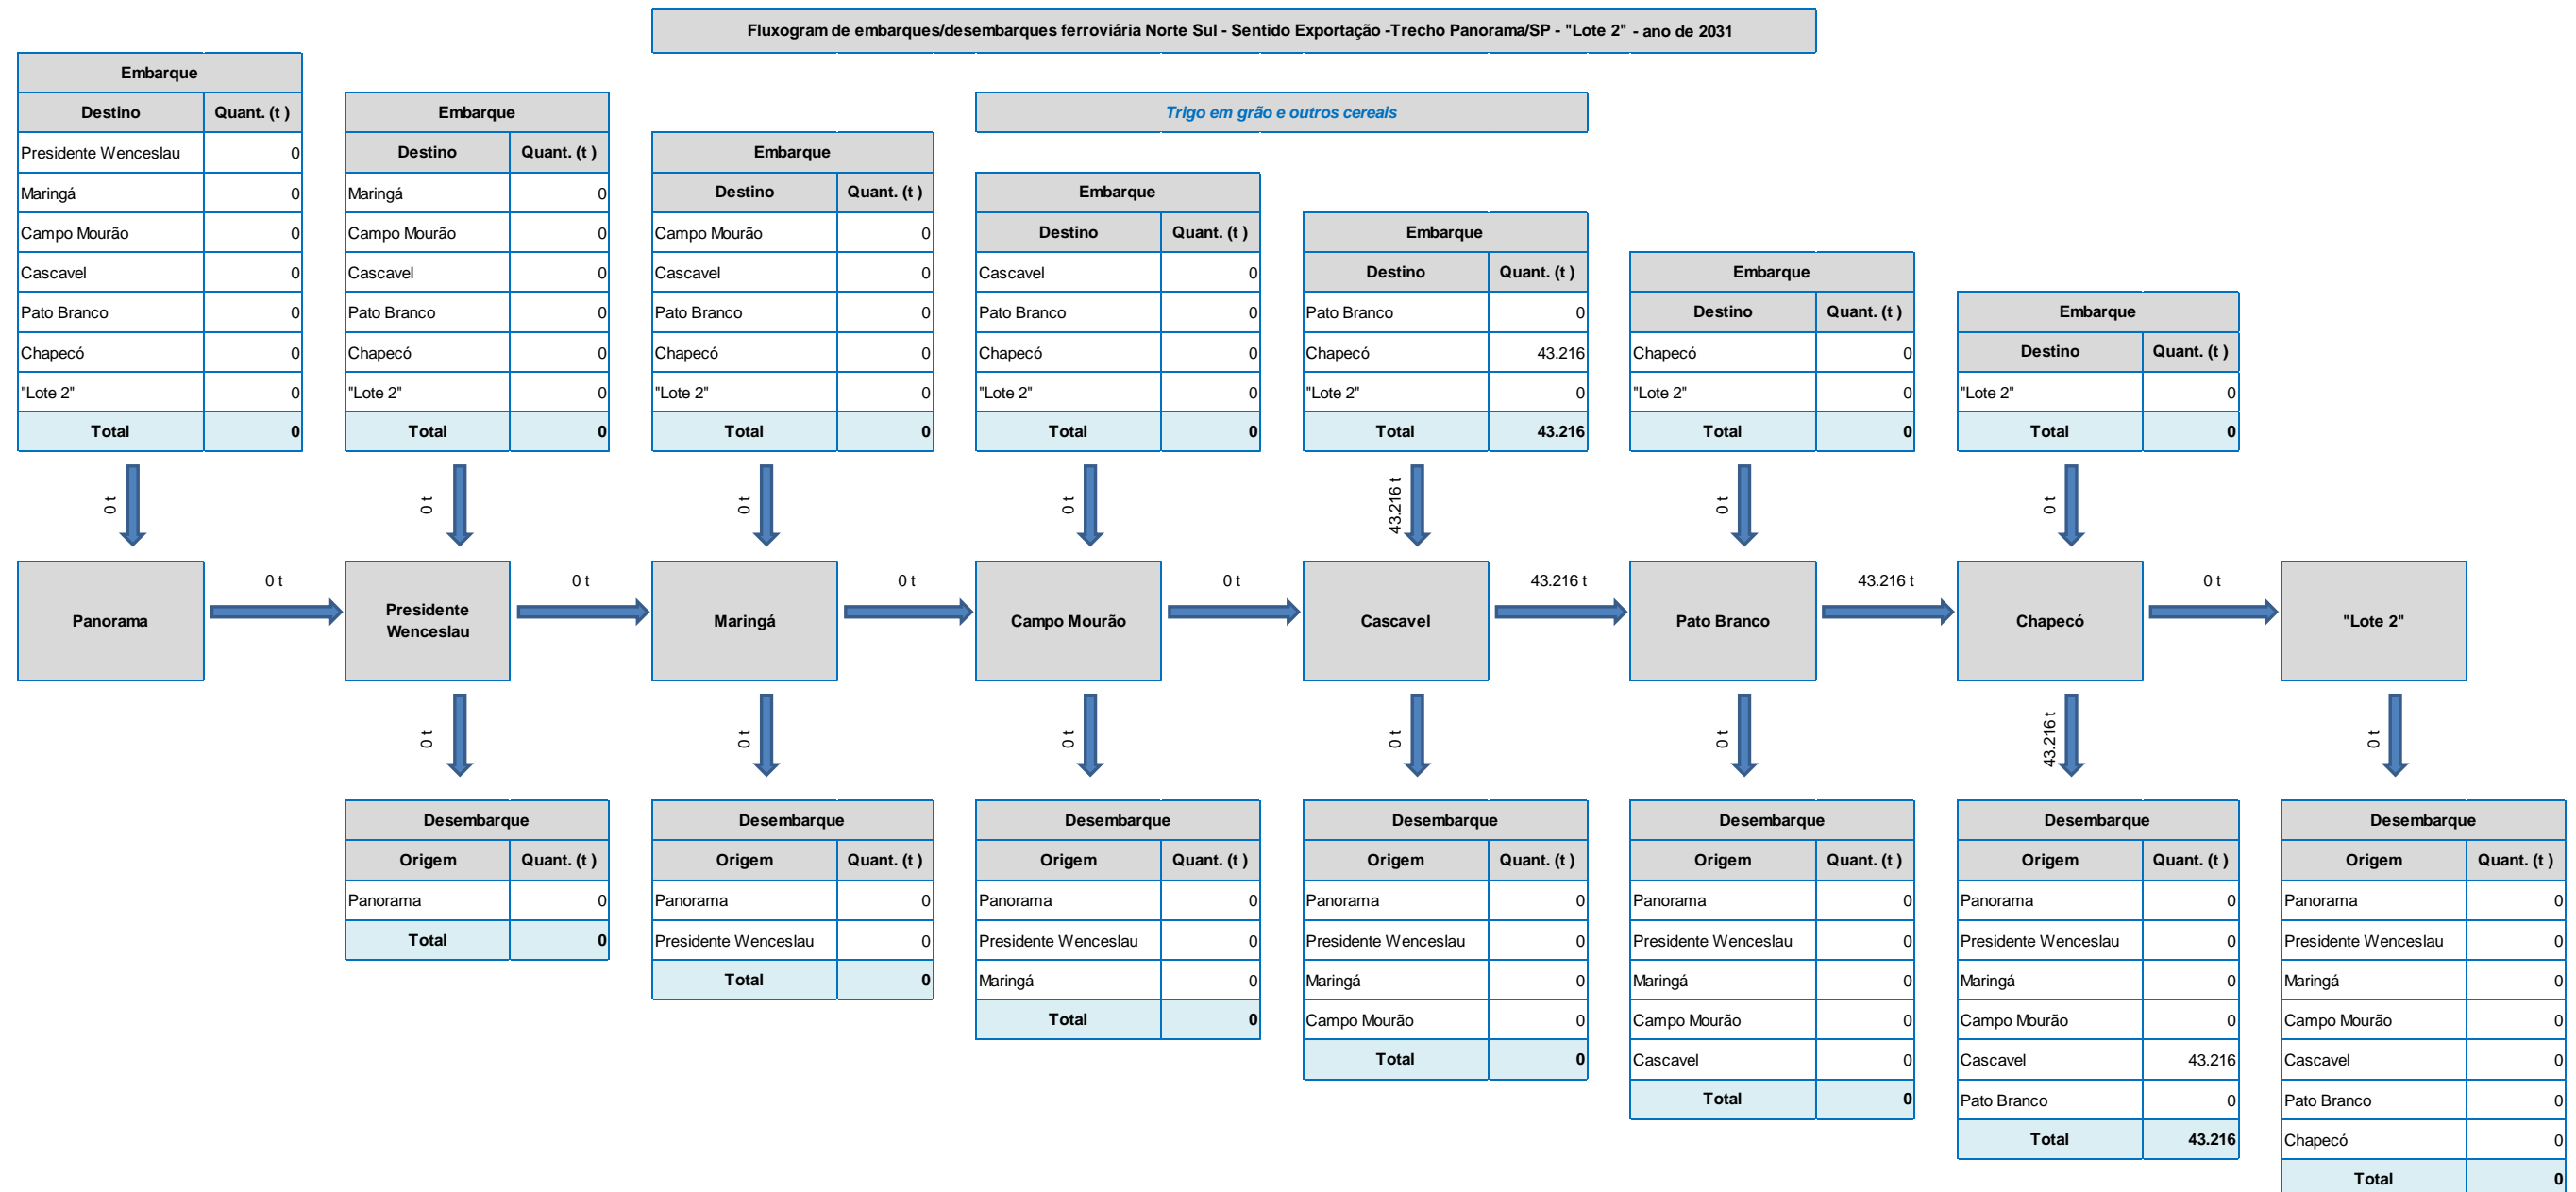 Fluxogram de embarques/desembarques ferroviária Norte Sul - Sentido Exportação -Trecho Panorama/SP - "Lote 2" - ano de 2031
Trigo em grão e outros cereais
Embarque
Destino Quant. (t )
Presidente Wenceslau 0
Maringá 0
Campo Mourão 0
Cascavel 0
Pato Branco 0
Chapecó 0
"Lote 2" 0
Total 0
Embarque
Destino Quant. (t )
Maringá 0
Campo Mourão 0
Cascavel 0
Pato Branco 0
Chapecó 0
"Lote 2" 0
Total 0
Embarque
Destino Quant. (t )
Campo Mourão 0
Cascavel 0
Pato Branco 0
Chapecó 0
"Lote 2" 0
Total 0
Embarque
Destino Quant. (t )
Cascavel 0
Pato Branco 0
Chapecó 0
"Lote 2" 0
Total 0
Embarque
Destino Quant. (t )
Pato Branco 0
Chapecó 43.216
"Lote 2" 0
Total 43.216
Embarque
Destino Quant. (t )
Chapecó 0
"Lote 2" 0
Total 0
Embarque
Destino Quant. (t )
"Lote 2" 0
Total 0
0 t
0 t
0 t
0 t
43.216 t
0 t
0 t
Panorama
0 t
Presidente
Wenceslau
0 t
Maringá
0 t
Campo Mourão
0 t
Cascavel
43.216 t
Pato Branco
43.216 t
Chapecó
0 t
"Lote 2"
0 t
0 t
0 t
0 t
0 t
43.216 t
0 t
Desembarque
Origem Quant. (t )
Panorama 0
Total 0
Desembarque
Origem Quant. (t )
Panorama 0
Presidente Wenceslau 0
Total 0
Desembarque
Origem Quant. (t )
Panorama 0
Presidente Wenceslau 0
Maringá 0
Total 0
Desembarque
Origem Quant. (t )
Panorama 0
Presidente Wenceslau 0
Maringá 0
Campo Mourão 0
Total 0
Desembarque
Origem Quant. (t )
Panorama 0
Presidente Wenceslau 0
Maringá 0
Campo Mourão 0
Cascavel 0
Total 0
Desembarque
Origem Quant. (t )
Panorama 0
Presidente Wenceslau 0
Maringá 0
Campo Mourão 0
Cascavel 43.216
Pato Branco 0
Total 43.216
Desembarque
Origem Quant. (t )
Panorama 0
Presidente Wenceslau 0
Maringá 0
Campo Mourão 0
Cascavel 0
Pato Branco 0
Chapecó 0
Total 0